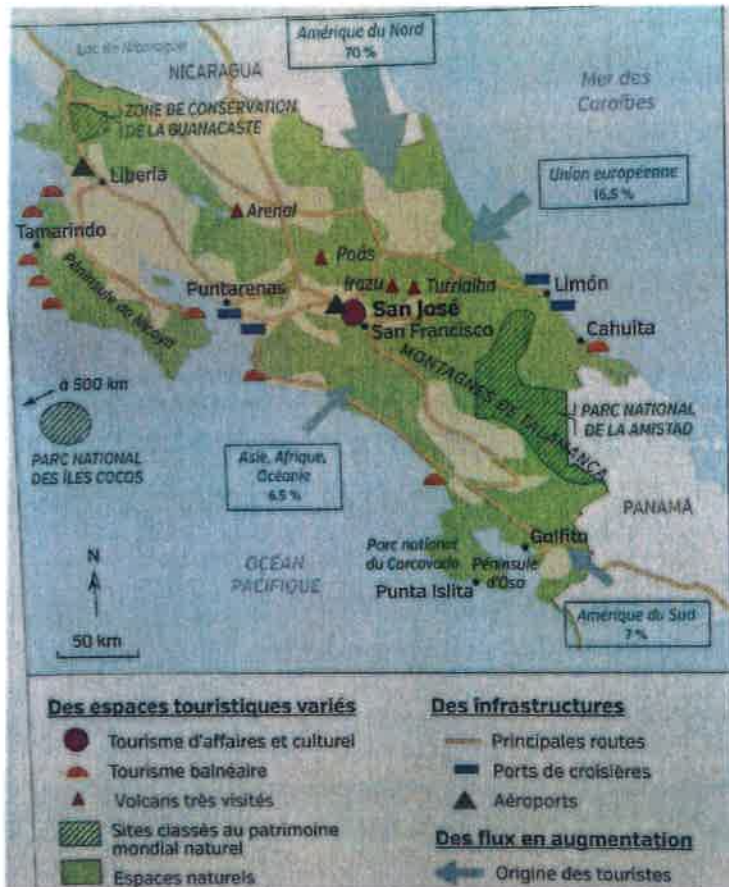 Amérique du Nord
70 %
Lac de Nicaragua
NICARAGUA
Mer des
Caraïbes
ZONE DE CONSERVATION
DE LA GUANACASTE
Liberia
Union européenne
16,5 %
Arenal
Tamarindo
Poás
Irazu
Turrialba
Péninsule de Nicoya
Puntarenas
Limón
San José
San Francisco
Cahuita
à 500 km
MONTAGNES DE TALAMANCA
PARC NATIONAL
DE LA AMISTAD
PARC NATIONAL
DES ÎLES COCOS
Asie, Afrique,
Océanie
6,5 %
PANAMÁ
N
OCÉAN
PACIFIQUE
Parc national
du Corcovado
Golfito
Péninsule
d'Osa
Punta Islita
Amérique du Sud
7 %
50 km
Des espaces touristiques variés
Tourisme d'affaires et culturel
Tourisme balnéaire
Volcans très visités
Sites classés au patrimoine
mondial naturel
Espaces naturels
Des infrastructures
Principales routes
Ports de croisières
Aéroports
Des flux en augmentation
Origine des touristes